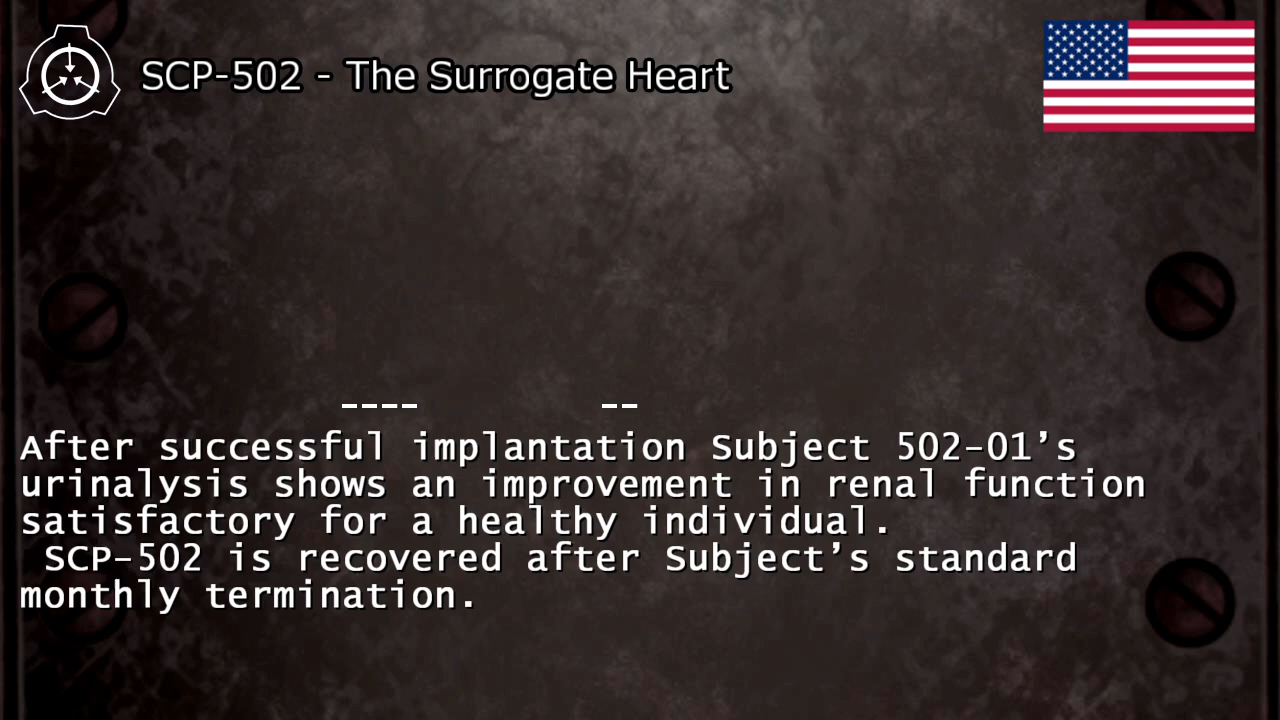 SCP-502 - The Surrogate Heart
---- --
After successful implantation Subject 502-01’s
urinalysis shows an improvement in renal function
satisfactory for a healthy individual.
SCP-502 is recovered after Subject’s standard
monthly termination.